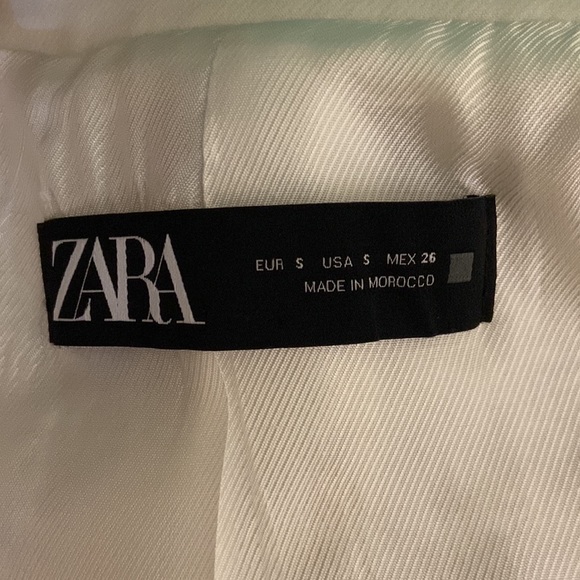 ZARA
EUR S USA S MEX 26
MADE IN MOROCCO